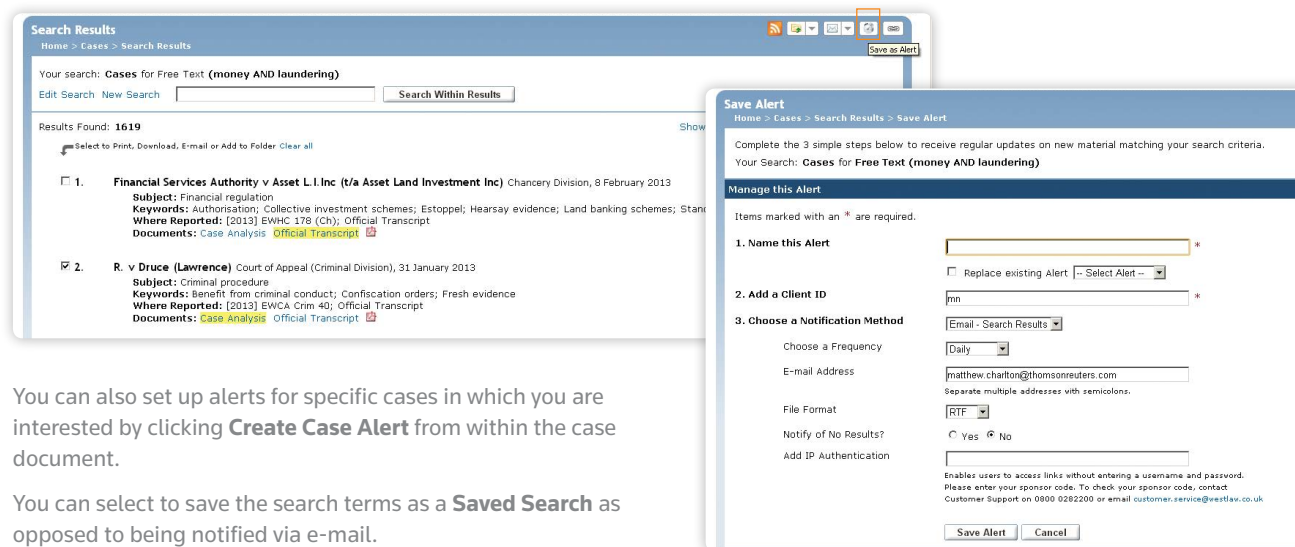 Search Results
Home > Cases > Search Results
Save as Alert
Your search: Cases for Free Text (money AND laundering)
Edit Search New Search Search Within Results
Results Found: 1619 Show
Select to Print, Download, E-mail or Add to Folder Clear all
1. Financial Services Authority v Asset L.I.Inc (t/a Asset Land Investment Inc) Chancery Division, 8 February 2013
Subject: Financial regulation
Keywords: Authorisation; Collective investment schemes; Estoppel; Hearsay evidence; Land banking schemes;
Where Reported: [2013] EWHC 178 (Ch); Official Transcript
Documents: Case Analysis Official Transcript
2. R. v Druce (Lawrence) Court of Appeal (Criminal Division), 31 January 2013
Subject: Criminal procedure
Keywords: Benefit from criminal conduct; Confiscation orders; Fresh evidence
Where Reported: [2013] EWCA Crim 40; Official Transcript
Documents: Case Analysis Official Transcript
You can also set up alerts for specific cases in which you are
interested by clicking Create Case Alert from within the case
document.
You can select to save the search terms as a Saved Search as
opposed to being notified via e-mail.
Save Alert
Home > Cases > Search Results > Save Alert
Complete the 3 simple steps below to receive regular updates on new material matching your search criteria.
Your Search: Cases for Free Text (money AND laundering)
Manage this Alert
Items marked with an * are required.
1. Name this Alert *
Replace existing Alert -- Select Alert --
2. Add a Client ID mn *
3. Choose a Notification Method Email - Search Results
Choose a Frequency Daily
E-mail Address matthew.charlton@thomsonreuters.com
Separate multiple addresses with semicolons.
File Format RTF
Notify of No Results? Yes No
Add IP Authentication
Enables users to access links without entering a username and password.
Please enter your sponsor code. To check your sponsor code, contact
Customer Support on 0800 0282200 or email customer.service@westlaw.co.uk
Save Alert Cancel